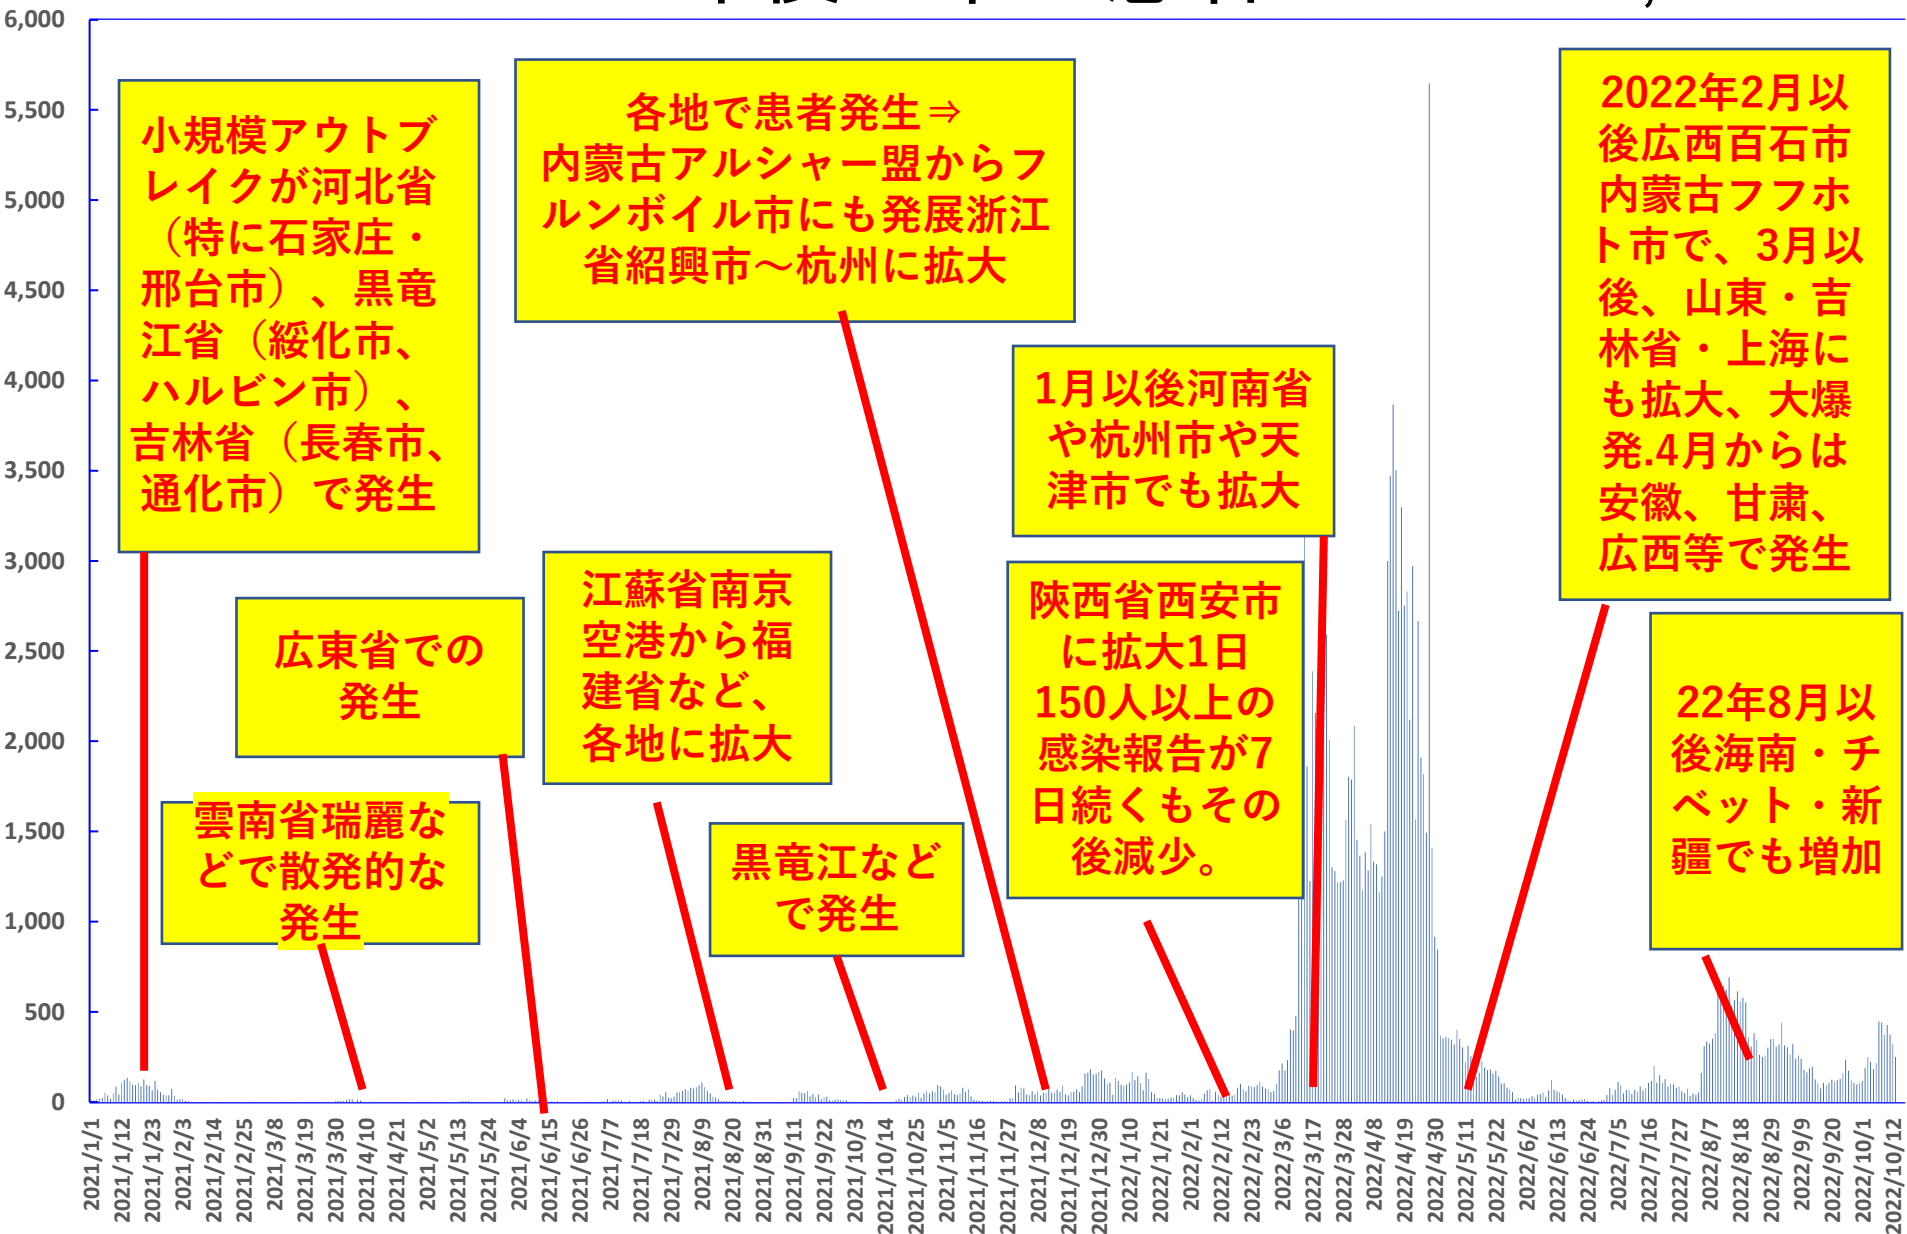 6,000
5,500
5,000
4,500
4,000
3,500
3,000
2,500
2,000
1,500
1,000
500
0
小規模アウトブ
レイクが河北省
（特に石家庄・
邢台市）、黒竜
江省（綏化市、
ハルビン市）、
吉林省（長春市、
通化市）で発生
各地で患者発生⇒
内蒙古アルシャー盟からフ
ルンボイル市にも発展浙江
省紹興市～杭州に拡大
2022年2月以
後広西百石市
内蒙古フフホ
ト市で、3月以
後、山東・吉
林省・上海に
も拡大、大爆
発.4月からは
安徽、甘粛、
広西等で発生
1月以後河南省
や杭州市や天
津市でも拡大
広東省での
発生
江蘇省南京
空港から福
建省など、
各地に拡大
陝西省西安市
に拡大1日
150人以上の
感染報告が7
日続くもその
後減少。
22年8月以
後海南・チ
ベット・新
疆でも増加
雲南省瑞麗な
どで散発的な
発生
黒竜江など
で発生
2021/1/1
2021/1/12
2021/1/23
2021/2/3
2021/2/14
2021/2/25
2021/3/8
2021/3/19
2021/3/30
2021/4/10
2021/4/21
2021/5/2
2021/5/13
2021/5/24
2021/6/4
2021/6/15
2021/6/26
2021/7/7
2021/7/18
2021/7/29
2021/8/9
2021/8/20
2021/8/31
2021/9/11
2021/9/22
2021/10/3
2021/10/14
2021/10/25
2021/11/5
2021/11/16
2021/11/27
2021/12/8
2021/12/19
2021/12/30
2022/1/10
2022/1/21
2022/2/1
2022/2/12
2022/2/23
2022/3/6
2022/3/17
2022/3/28
2022/4/8
2022/4/19
2022/4/30
2022/5/11
2022/5/22
2022/6/2
2022/6/13
2022/6/24
2022/7/5
2022/7/16
2022/7/27
2022/8/7
2022/8/18
2022/8/29
2022/9/9
2022/9/20
2022/10/1
2022/10/12